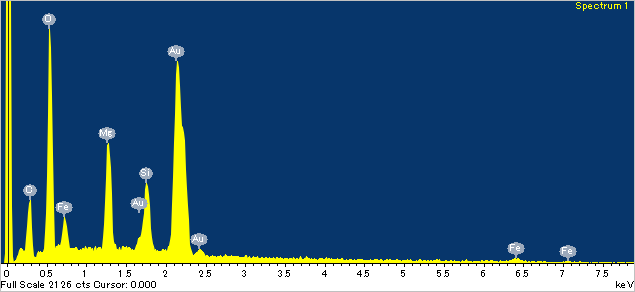 Spectrum 1
O
Au
Mg
Si
O
Au
Fe
Au
Fe
Fe
0 0.5 1 1.5 2 2.5 3 3.5 4 4.5 5 5.5 6 6.5 7 7.5
Full Scale 2126 cts Cursor: 0.000 keV